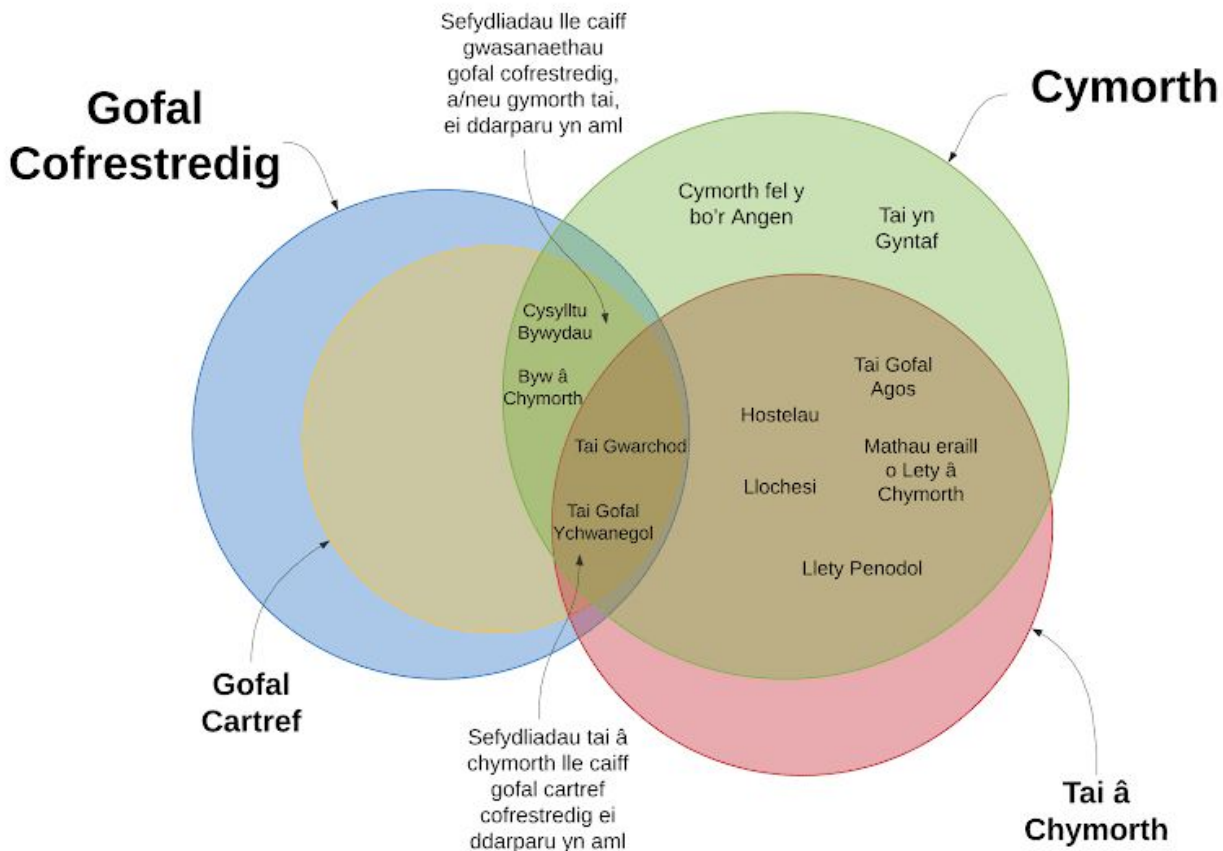 Sefydliadau lle caiff
gwasanaethau
gofal cofrestredig,
a/neu gymorth tai,
ei ddarparu yn aml
Gofal
Cofrestredig
Cymorth
Cymorth fel y
bo'r Angen
Tai yn
Gyntaf
Cysylltu
Bywydau
Byw â
Chymorth
Tai Gofal
Agos
Hostelau
Tai Gwarchod
Mathau eraill
o Lety â
Chymorth
Llochesi
Tai Gofal
Ychwanegol
Llety Penodol
Gofal
Cartref
Sefydliadau tai â
chymorth lle caiff
gofal cartref
cofrestredig ei
ddarparu yn aml
Tai â
Chymorth